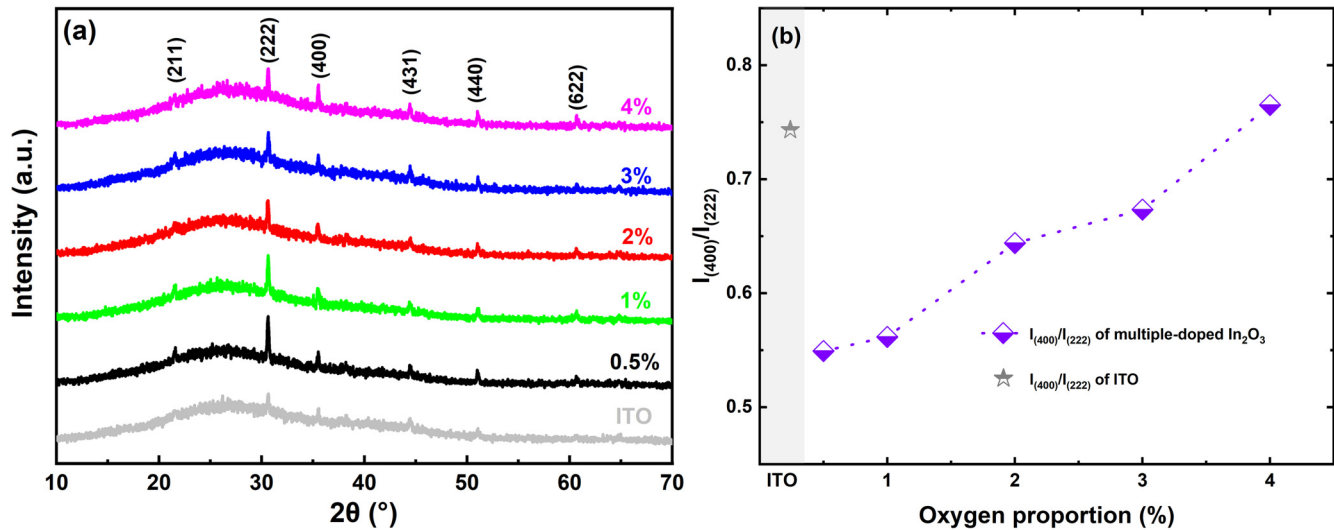 (a)
(211)
(222)
(400)
(431)
(440)
(622)
4%
3%
2%
1%
0.5%
ITO
Intensity (a.u.)
10 20 30 40 50 60 70
2θ (°)
(b)
I(400)/I(222)
0.8
0.7
0.6
0.5
I(400)/I(222) of multiple-doped In2O3
I(400)/I(222) of ITO
ITO 1 2 3 4
Oxygen proportion (%)